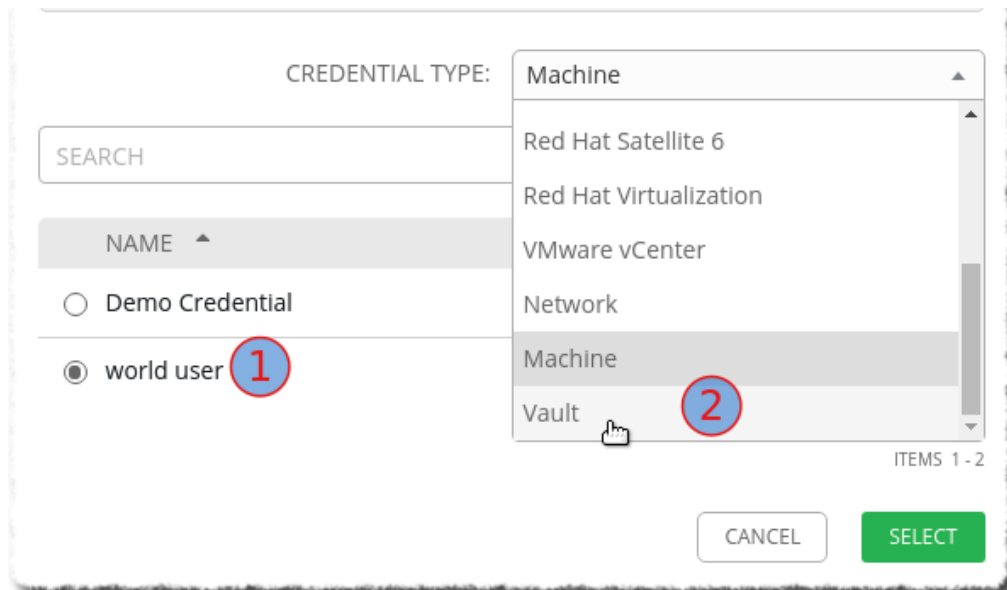 CREDENTIAL TYPE: Machine
Red Hat Satellite 6
SEARCH
Red Hat Virtualization
NAME
VMware vCenter
Demo Credential
Network
Machine
world user 1
Vault 2
ITEMS 1 - 2
CANCEL SELECT